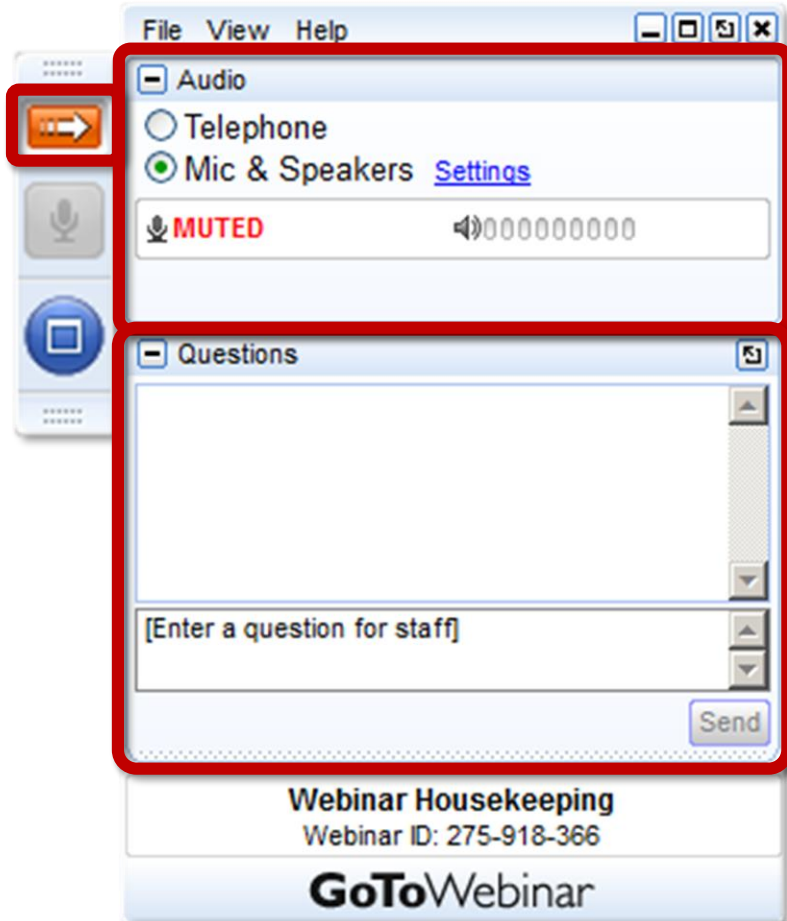 File View Help
Audio
Telephone
Mic & Speakers Settings
MUTED
Questions
[Enter a question for staff]
Send
Webinar Housekeeping
Webinar ID: 275-918-366
GoToWebinar